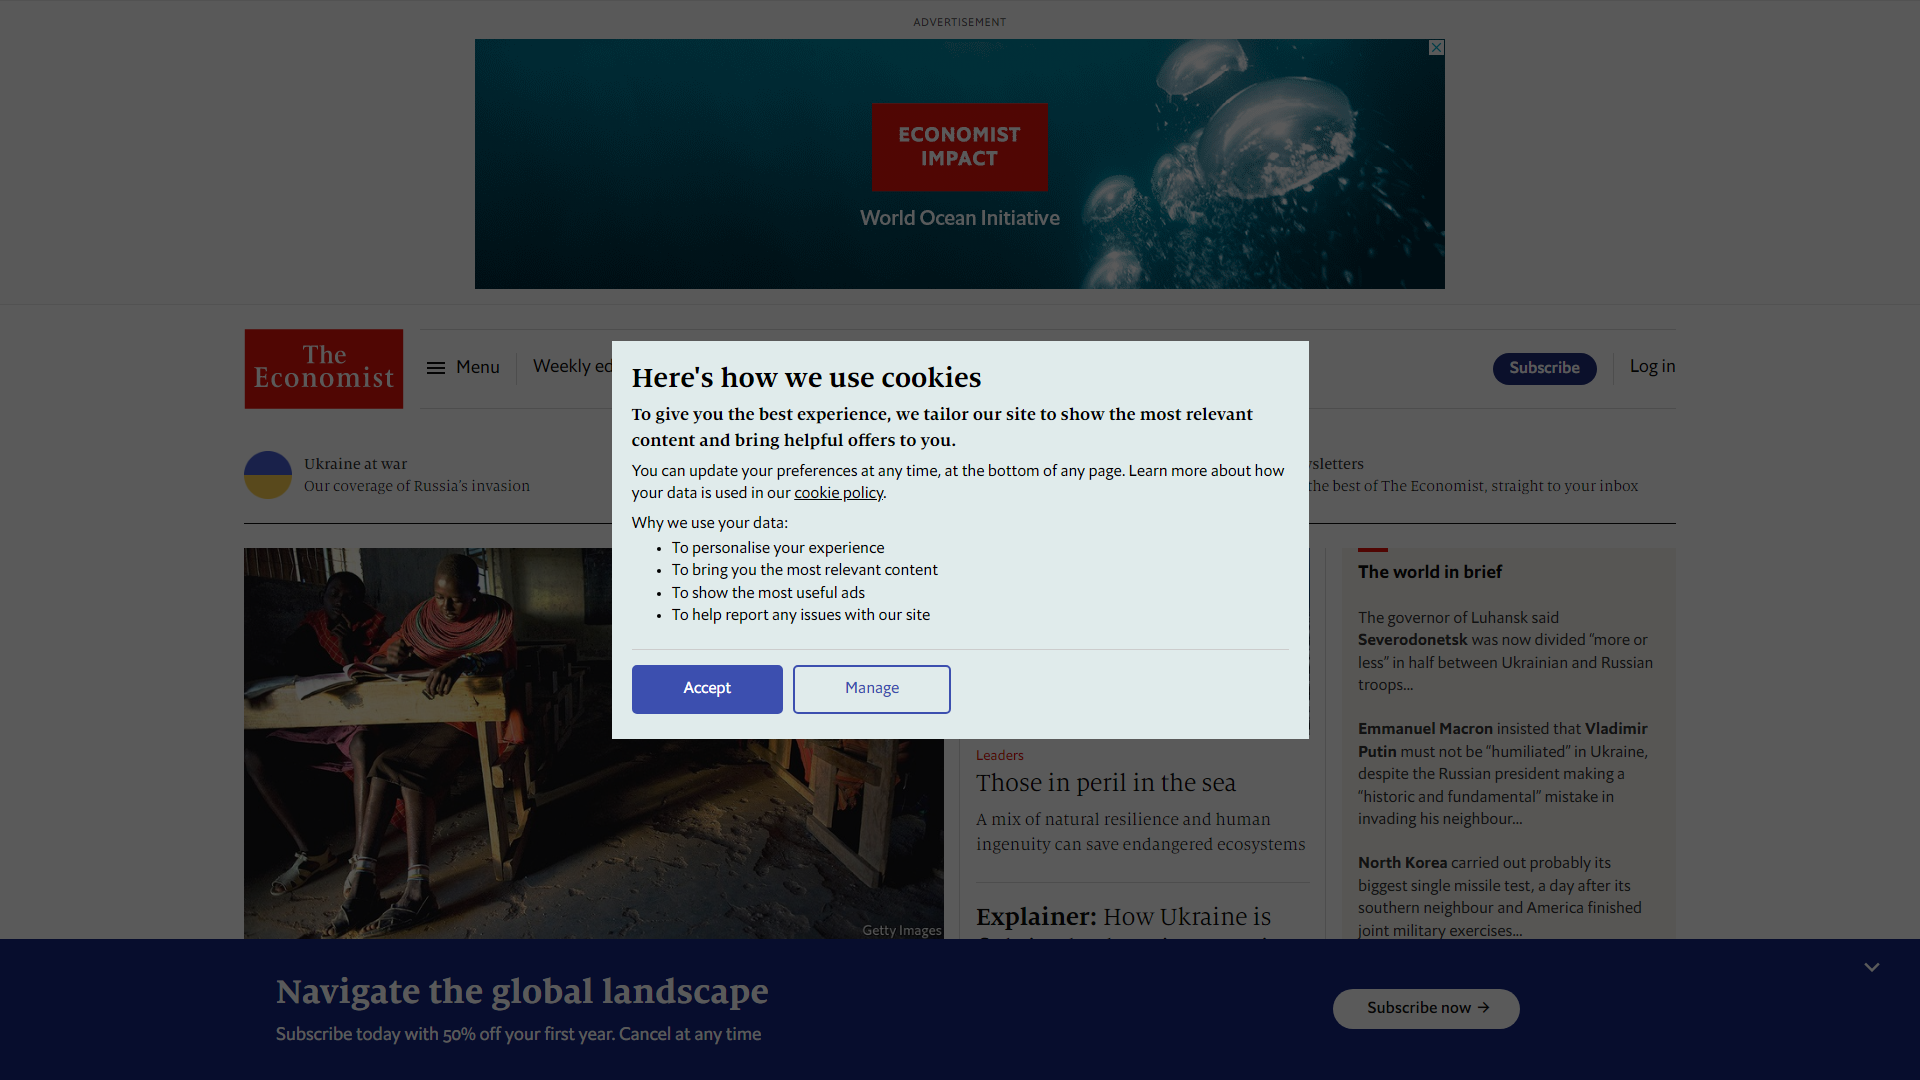 ADVERTISEMENT
ECONOMIST
IMPACT
World Ocean Initiative
The
Economist
Menu
Weekly ed
Subscribe
Log in
Ukraine at war
Our coverage of Russia's invasion
sletters
the best of The Economist, straight to your inbox
Here's how we use cookies
To give you the best experience, we tailor our site to show the most relevant
content and bring helpful offers to you.
You can update your preferences at any time, at the bottom of any page. Learn more about how
your data is used in our cookie policy.
Why we use your data:
• To personalise your experience
• To bring you the most relevant content
• To show the most useful ads
• To help report any issues with our site
Accept
Manage
Getty Images
Leaders
Those in peril in the sea
A mix of natural resilience and human
ingenuity can save endangered ecosystems
Explainer: How Ukraine is
The world in brief
The governor of Luhansk said
Severodonetsk was now divided “more or
less” in half between Ukrainian and Russian
troops...
Emmanuel Macron insisted that Vladimir
Putin must not be “humiliated” in Ukraine,
despite the Russian president making a
“historic and fundamental” mistake in
invading his neighbour...
North Korea carried out probably its
biggest single missile test, a day after its
southern neighbour and America finished
joint military exercises...
Navigate the global landscape
Subscribe today with 50% off your first year. Cancel at any time
Subscribe now →